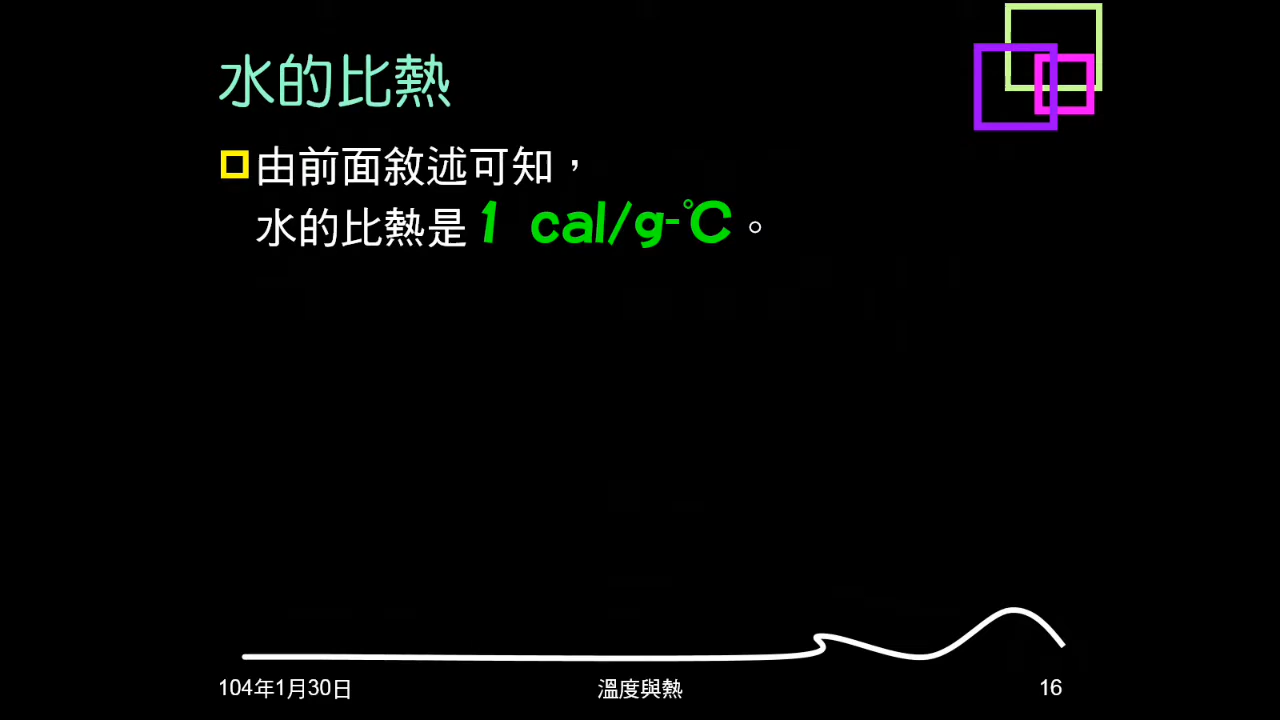 水的比熱
由前面敘述可知，
水的比熱是1 cal/g-℃。
104年1月30日
溫度與熱
16